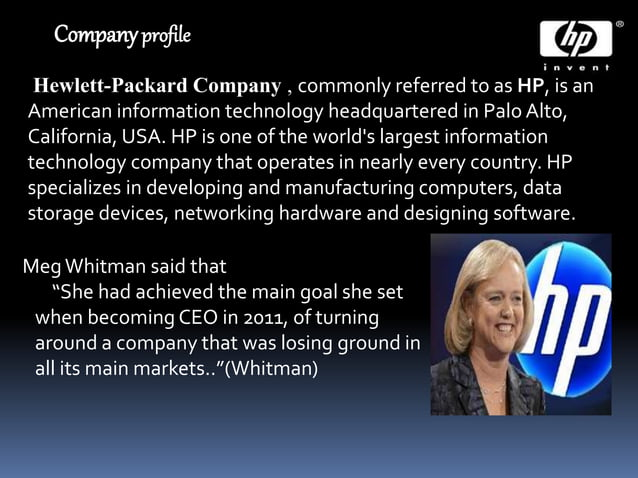 Company profile
hp
®
invent
Hewlett-Packard Company , commonly referred to as HP, is an
American information technology headquartered in Palo Alto,
California, USA. HP is one of the world's largest information
technology company that operates in nearly every country. HP
specializes in developing and manufacturing computers, data
storage devices, networking hardware and designing software.
Meg Whitman said that
“She had achieved the main goal she set
when becoming CEO in 2011, of turning
around a company that was losing ground in
all its main markets..”(Whitman)
hp